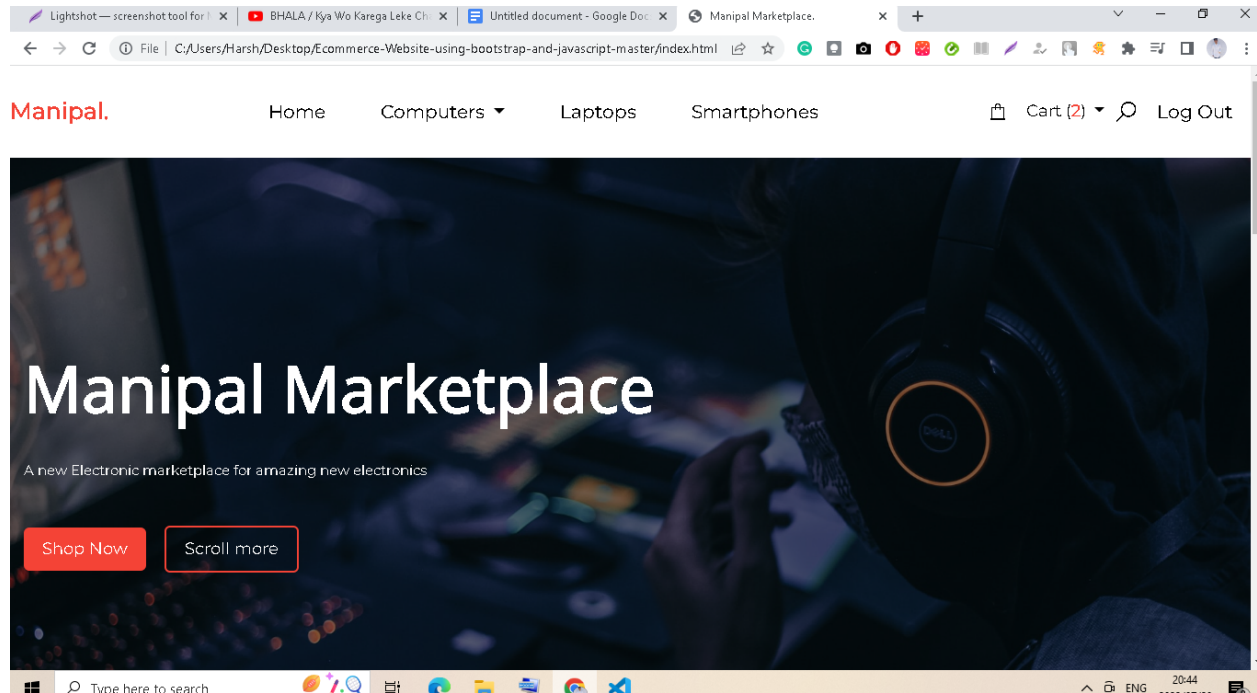 Lightshot — screenshot tool for
BHALA / Kya Wo Karega Leke
Untitled document - Google Doc
Manipal Marketplace.
File
C:/Users/Harsh/Desktop/Ecommerce-Website-using-bootstrap-and-javascript-master/index.html
Manipal.
Home
Computers
Laptops
Smartphones
Cart (2)
Log Out
Manipal Marketplace
A new Electronic marketplace for amazing new electronics
Shop Now
Scroll more
DELL
Type here to search
ENG
20:44